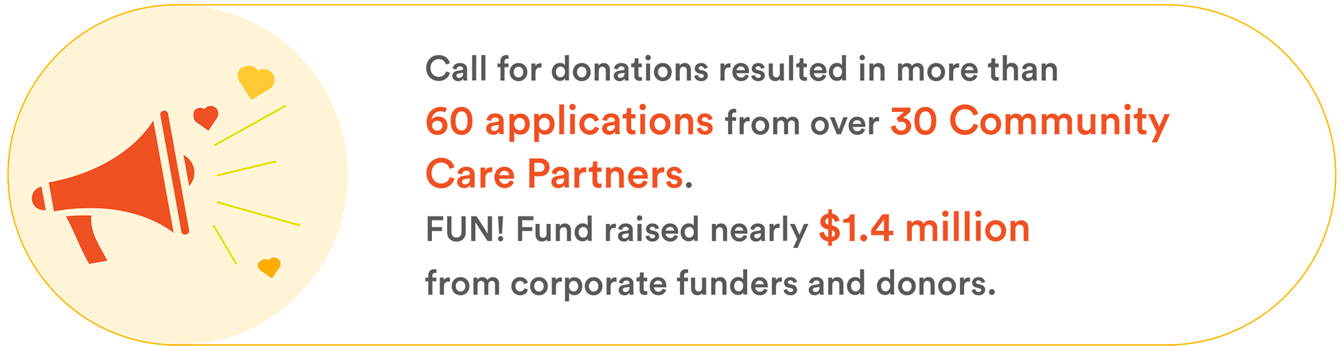 Call for donations resulted in more than
60 applications from over 30 Community
Care Partners.
FUN! Fund raised nearly $1.4 million
from corporate funders and donors.